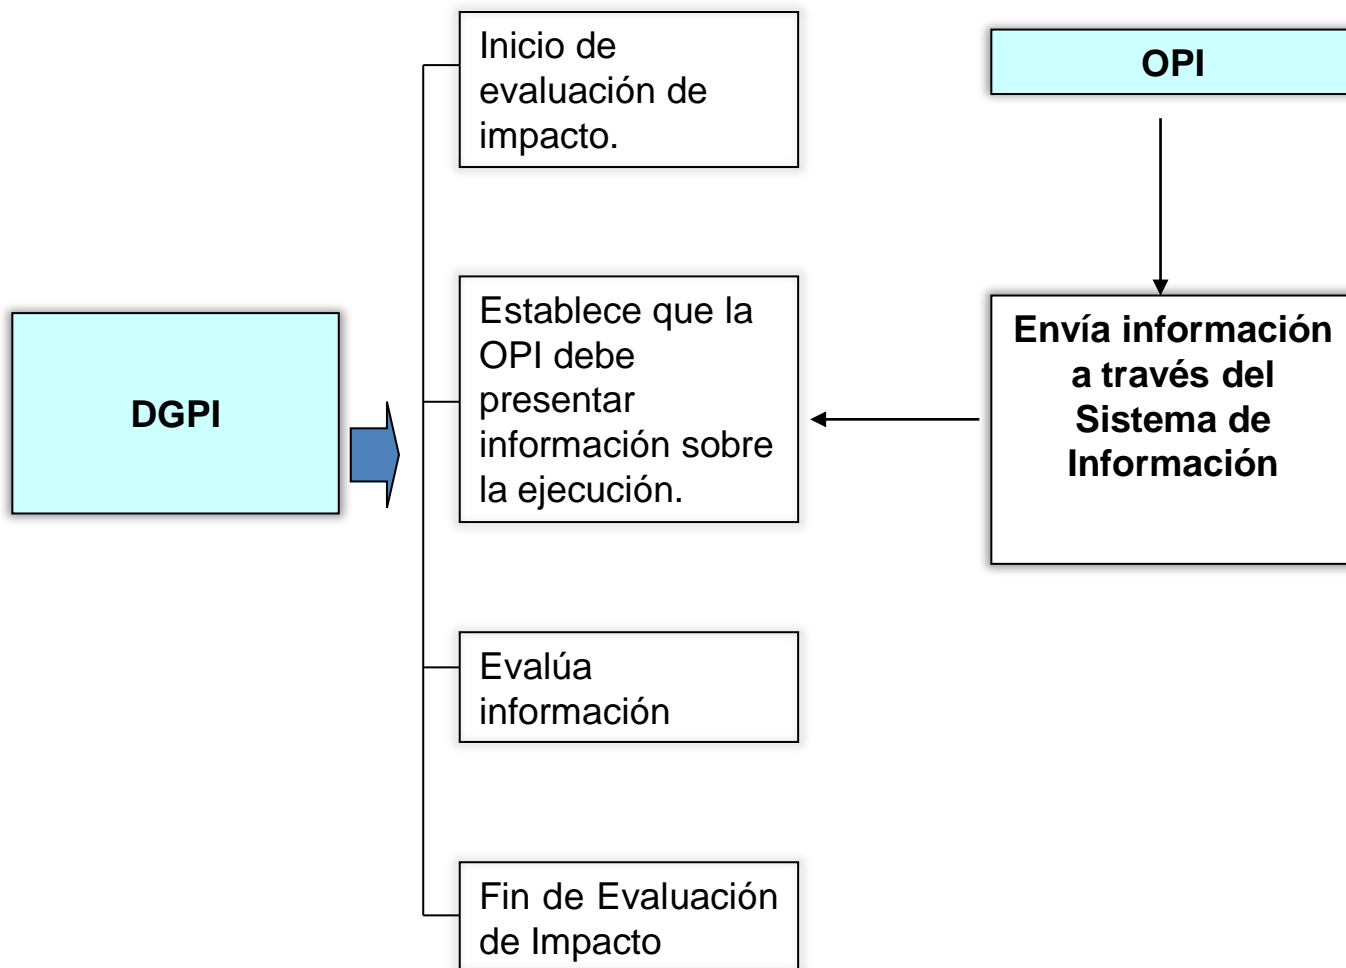 Inicio de
evaluación de
impacto.
OPI
Establece que la
OPI debe
presentar
información sobre
la ejecución.
Envía información
a través del
Sistema de
Información
DGPI
Evalúa
información
Fin de Evaluación
de Impacto